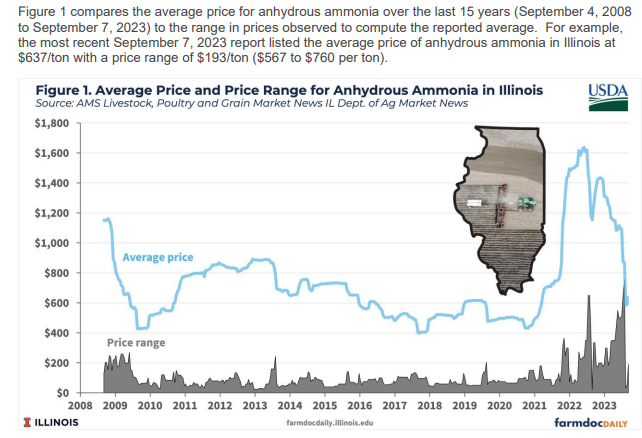 Figure 1 compares the average price for anhydrous ammonia over the last 15 years (September 4, 2008
to September 7, 2023) to the range in prices observed to compute the reported average. For example,
the most recent September 7, 2023 report listed the average price of anhydrous ammonia in Illinois at
$637/ton with a price range of $193/ton ($567 to $760 per ton).
Figure 1. Average Price and Price Range for Anhydrous Ammonia in Illinois
Source: AMS Livestock, Poultry and Grain Market News IL Dept. of Ag Market News
USDA
$1,800
$1,600
$1,400
$1,200
$1,000
$800
$600
$400
$200
$0
Average price
Price range
2008 2009 2010 2011 2012 2013 2014 2015 2016 2017 2018 2019 2020 2021 2022 2023
I ILLINOIS
farmdocdaily.illinois.edu
farmdocDAILY